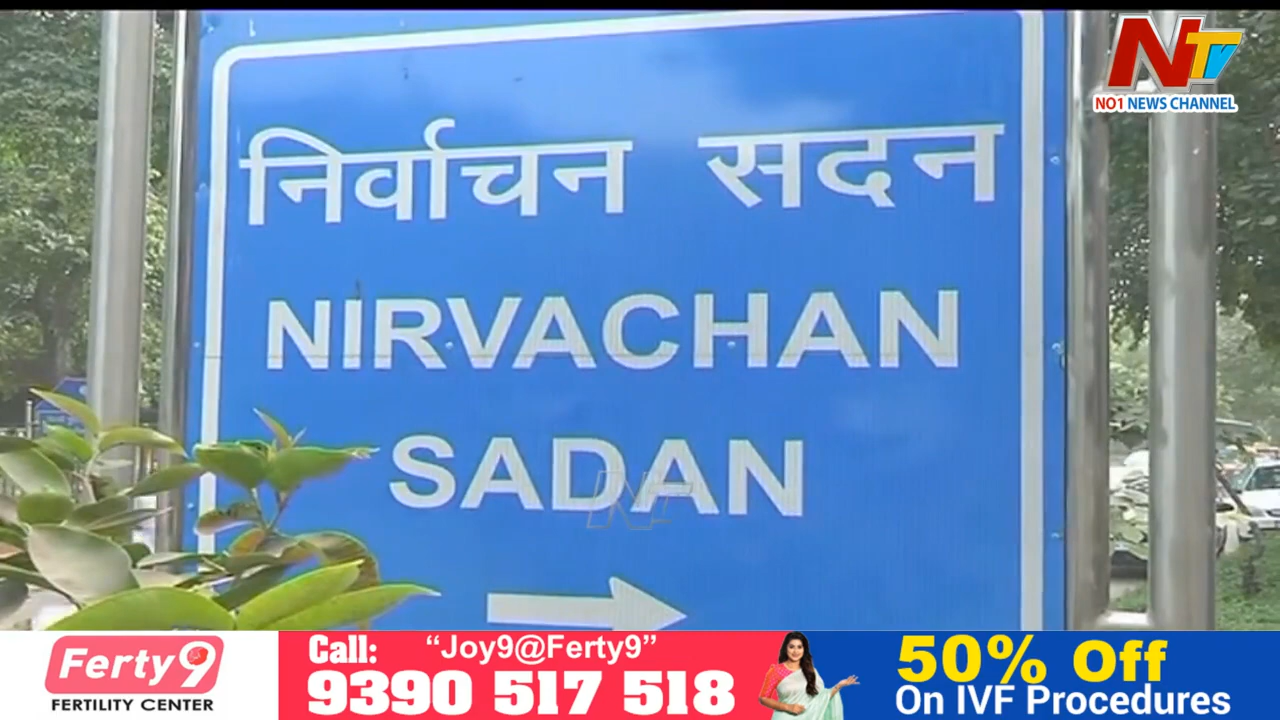 NTV
NO1 NEWS CHANNEL
निर्वाचन सदन
NIRVACHAN
SADAN
Ferty9
FERTILITY CENTER
Call: “Joy9@Ferty9”
9390 517 518
50% Off
On IVF Procedures